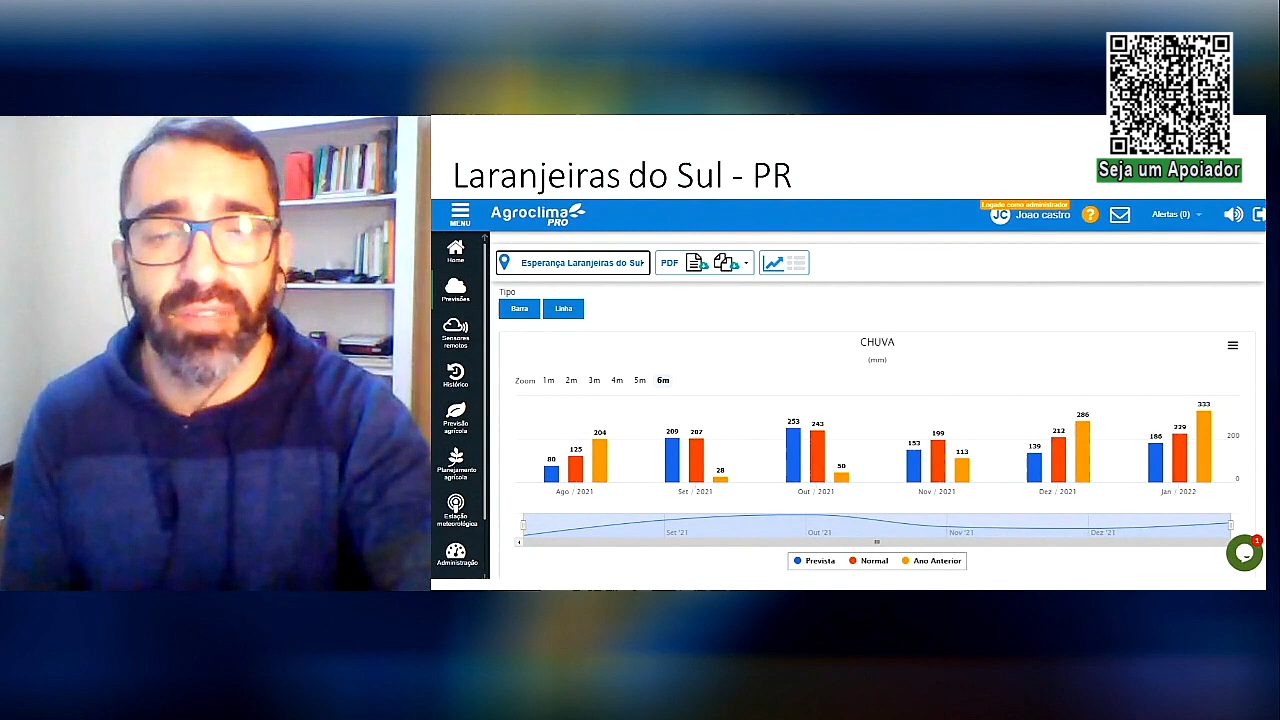 Seja um Apoiador
Laranjeiras do Sul - PR
MENU
Agroclima
PRO
Logado como administrador
JC Joao castro
?
Alertas (0)
Home
Previsões
Sensores
remotos
Histórico
Previsão
agrícola
Planejamento
agrícola
Estação
meteorológica
Administração
Esperança Laranjeiras do Sul
PDF
Tipo
Barra
Linha
CHUVA
(mm)
Zoom 1m 2m 3m 4m 5m 6m
80 125 204
209 207 28
253 243 50
153 199 113
139 212 286
186 229 333
200
0
Ago / 2021 Set / 2021 Out / 2021 Nov / 2021 Dez / 2021 Jan / 2022
Set '21 Out '21 Nov '21 Dez '21
Prevista Normal Ano Anterior
1